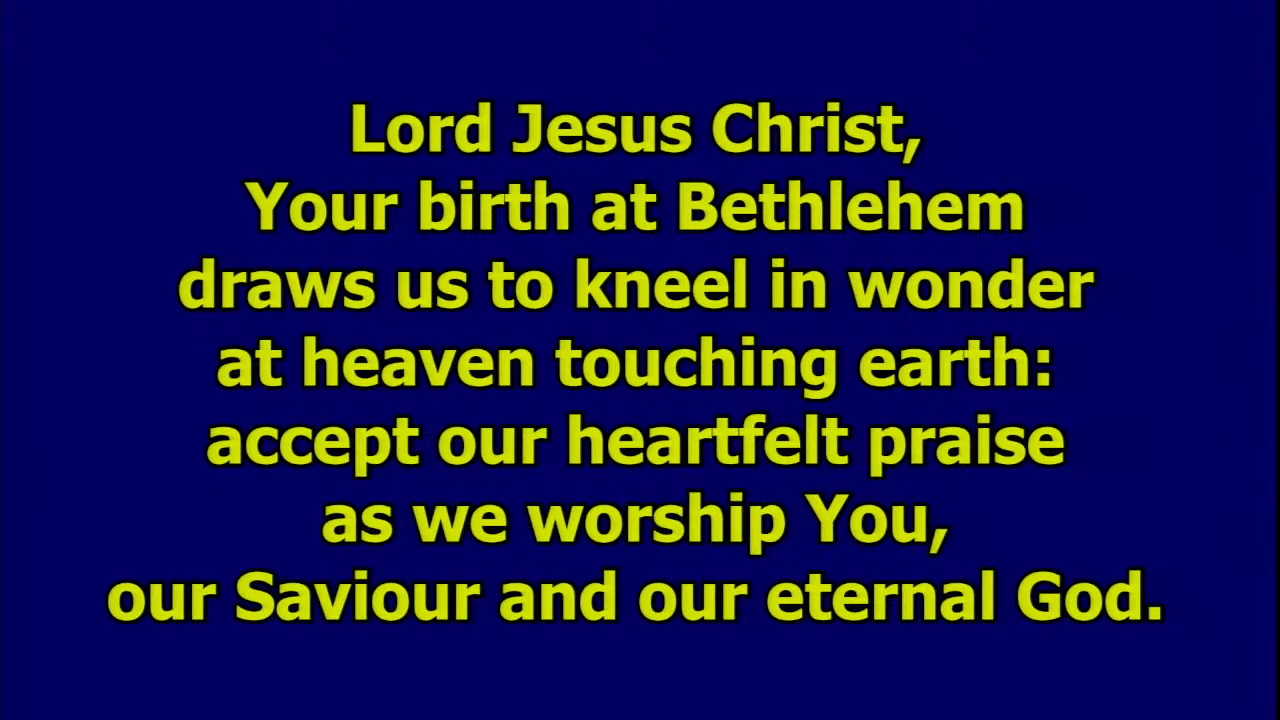 Lord Jesus Christ,
Your birth at Bethlehem
draws us to kneel in wonder
at heaven touching earth:
accept our heartfelt praise
as we worship You,
our Saviour and our eternal God.